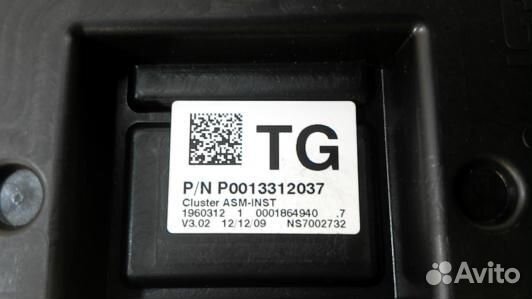 TG
P/N P0013312037
Cluster ASM-INST
1960312 1 0001864940 .7
V3.02 12/12/09 NS7002732
Avito